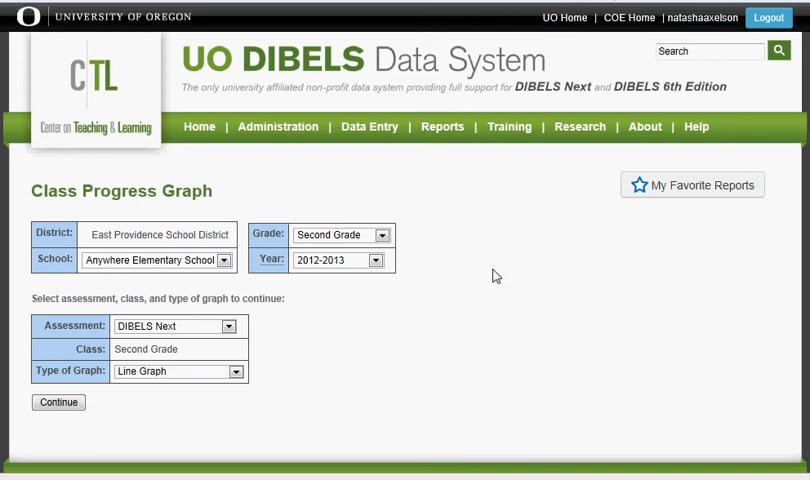 UNIVERSITY OF OREGON
UO Home | COE Home | natashaaxelson Logout
CTL
Center on Teaching & Learning
UO DIBELS Data System
The only university affiliated non-profit data system providing full support for DIBELS Next and DIBELS 6th Edition
Search
Home | Administration | Data Entry | Reports | Training | Research | About | Help
Class Progress Graph
My Favorite Reports
District: East Providence School District
School: Anywhere Elementary School
Grade: Second Grade
Year: 2012-2013
Select assessment, class, and type of graph to continue:
Assessment: DIBELS Next
Class: Second Grade
Type of Graph: Line Graph
Continue